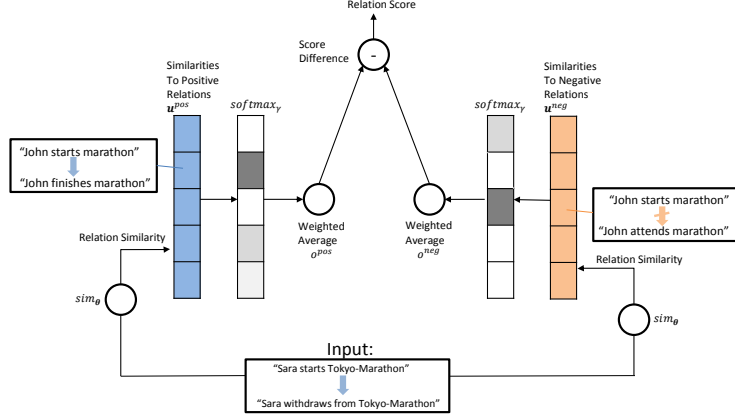 Relation Score
Score
Difference
-
Similarities
To Positive
Relations
u^pos
softmax_γ
softmax_γ
Similarities
To Negative
Relations
u^neg
“John starts marathon”
“John finishes marathon”
“John starts marathon”
“John attends marathon”
Weighted
Average
o^pos
Weighted
Average
o^neg
Relation Similarity
Relation Similarity
sim_θ
sim_θ
Input:
“Sara starts Tokyo-Marathon”
“Sara withdraws from Tokyo-Marathon”